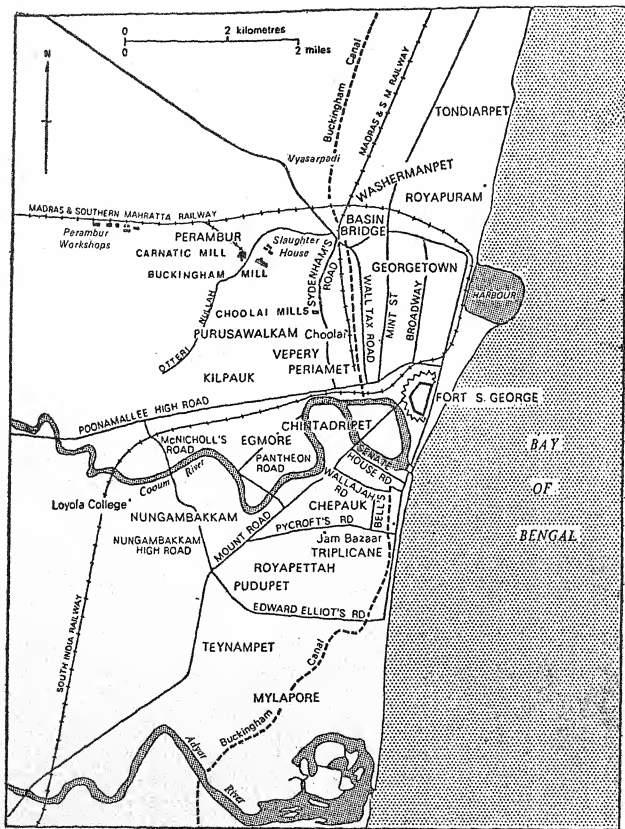 0 2 kilometres
0 2 miles
N
Buckingham Canal
MADRAS & S M RAILWAY
TONDIARPET
Vyasarpadi
WASHERMANPET
ROYAPURAM
MADRAS & SOUTHERN MAHRATTA RAILWAY
BASIN
BRIDGE
Perambur
Workshops
PERAMBUR
Slaughter
House
CARNATIC MILL
BUCKINGHAM MILL
SYDENHAM'S
ROAD
GEORGETOWN
HARBOUR
WALL TAX ROAD
MINT ST
BROADWAY
OTTERI NULLAH
CHOOLAI MILLS
PURUSAWALKAM
Choolai
VEPERY
PERIAMET
KILPAUK
FORT S. GEORGE
POONAMALLEE HIGH ROAD
CHINTADRIPET
McNICHOLL'S
ROAD
EGMORE
PANTHEON
ROAD
SENATE
HOUSE RD
Cooum River
WALLAJAH
RD
BELL'S
Loyola College
NUNGAMBAKKAM
CHEPAUK
MOUNT ROAD
PYCROFT'S RD
NUNGAMBAKKAM
HIGH ROAD
Jam Bazaar
TRIPLICANE
ROYAPETTAH
PUDUPET
EDWARD ELLIOT'S RD
BAY
OF
BENGAL
SOUTH INDIA RAILWAY
TEYNAMPET
MYLAPORE
Buckingham Canal
Adyar River